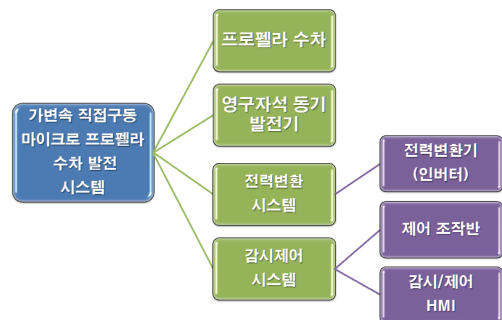 가변속 직접구동
마이크로 프로펠라
수차 발전
시스템
프로펠라 수차
영구자석 동기
발전기
전력변환
시스템
감시제어
시스템
전력변환기
(인버터)
제어 조작반
감시/제어
HMI